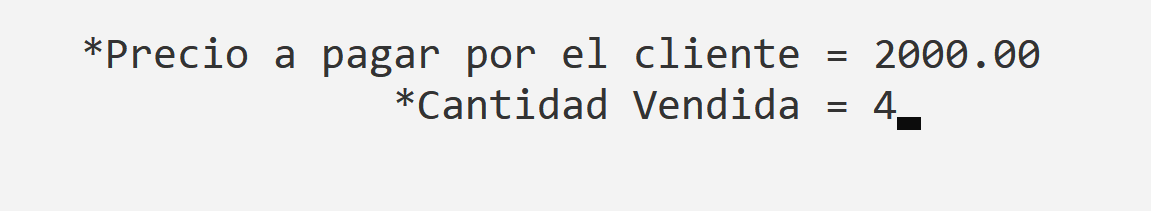 *Precio a pagar por el cliente = 2000.00
*Cantidad Vendida = 4